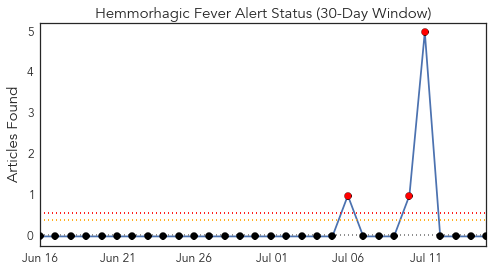 Hemmorhagic Fever Alert Status (30-Day Window)
Articles Found
5
4
3
2
1
0
Jun 16 Jun 21 Jun 26 Jul 01 Jul 06 Jul 11